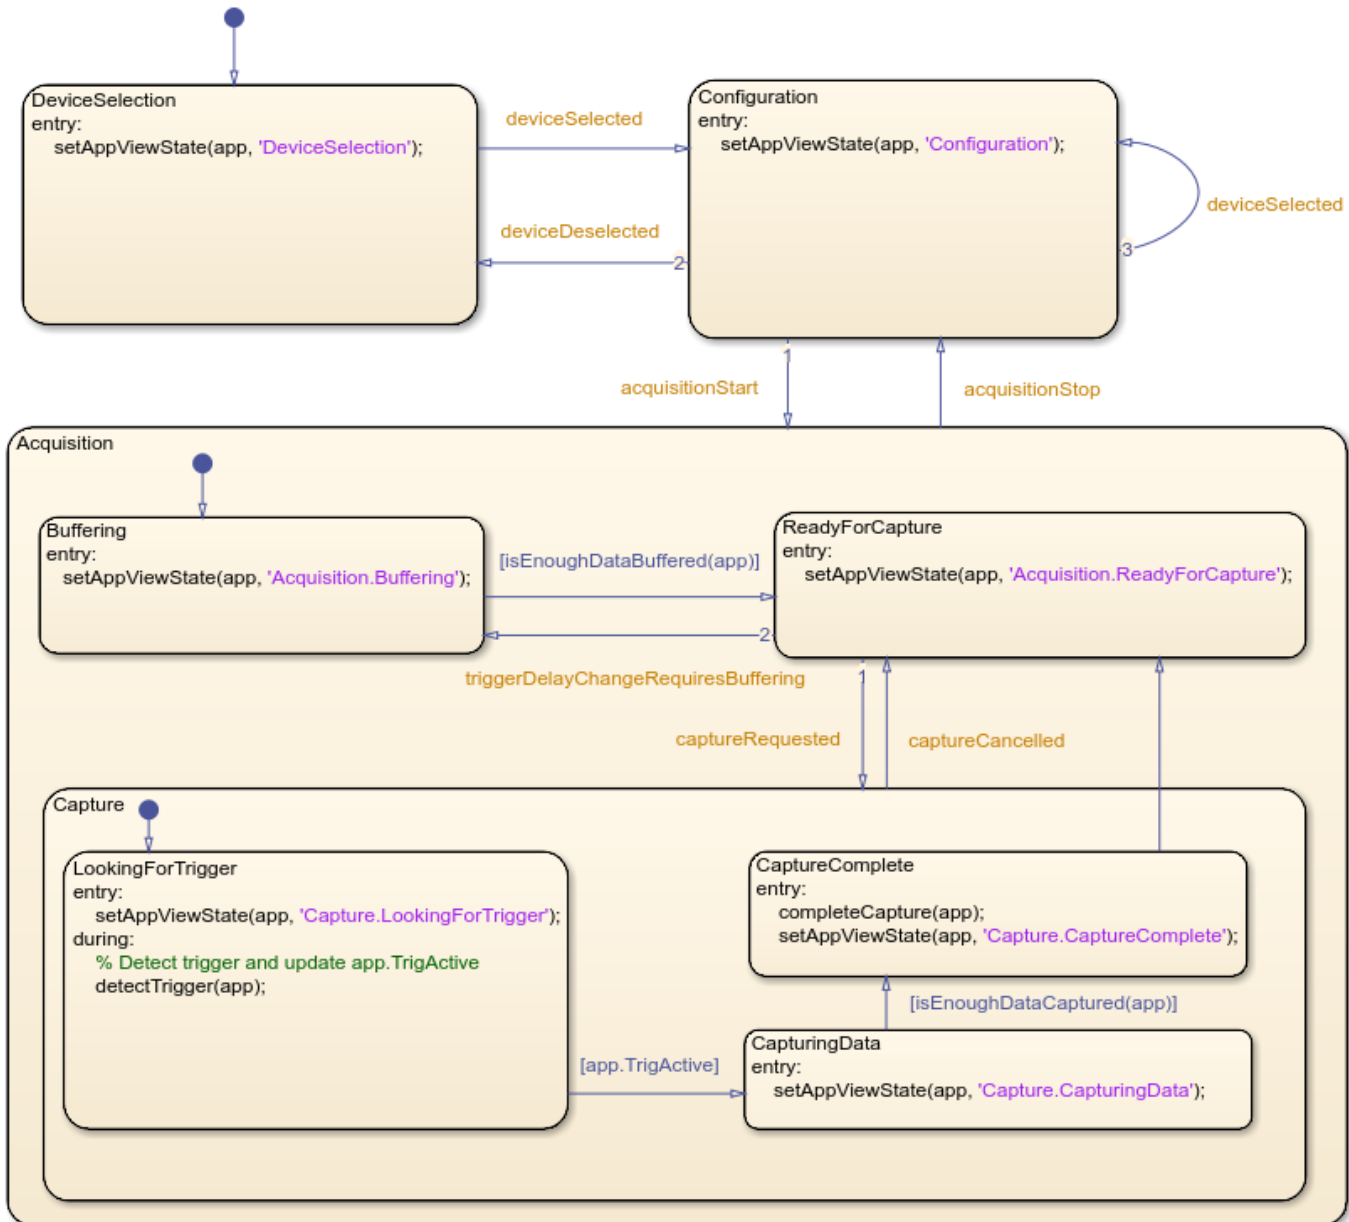 DeviceSelection
entry:
setAppViewState(app, 'DeviceSelection');
deviceSelected
deviceDeselected
2
Configuration
entry:
setAppViewState(app, 'Configuration');
deviceSelected
3
1
acquisitionStart
acquisitionStop
Acquisition
Buffering
entry:
setAppViewState(app, 'Acquisition.Buffering');
[isEnoughDataBuffered(app)]
2
triggerDelayChangeRequiresBuffering
ReadyForCapture
entry:
setAppViewState(app, 'Acquisition.ReadyForCapture');
1
captureRequested
captureCancelled
Capture
LookingForTrigger
entry:
setAppViewState(app, 'Capture.LookingForTrigger');
during:
% Detect trigger and update app.TrigActive
detectTrigger(app);
[app.TrigActive]
CaptureComplete
entry:
completeCapture(app);
setAppViewState(app, 'Capture.CaptureComplete');
[isEnoughDataCaptured(app)]
CapturingData
entry:
setAppViewState(app, 'Capture.CapturingData');